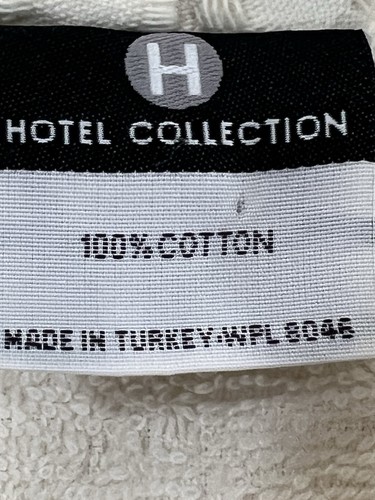 H
HOTEL COLLECTION
100% COTTON
MADE IN TURKEY-WPL 8046